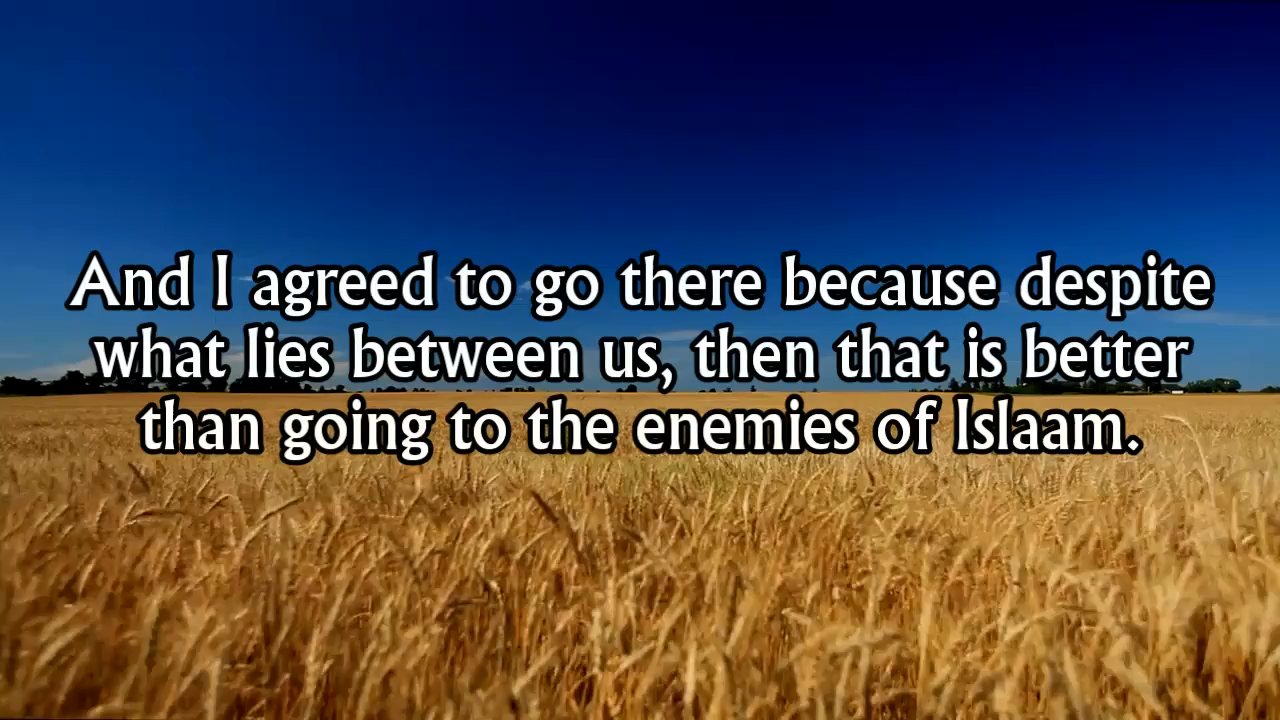 And I agreed to go there because despite
what lies between us, then that is better
than going to the enemies of Islaam.